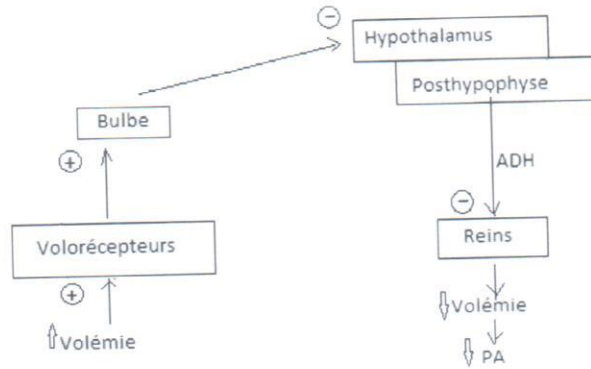 ⊖
Hypothalamus
Posthypophyse
Bulbe
⊕
ADH
⊖
Volorécepteurs
Reins
⊕
⇧Volémie
⇩Volémie
⇩ PA